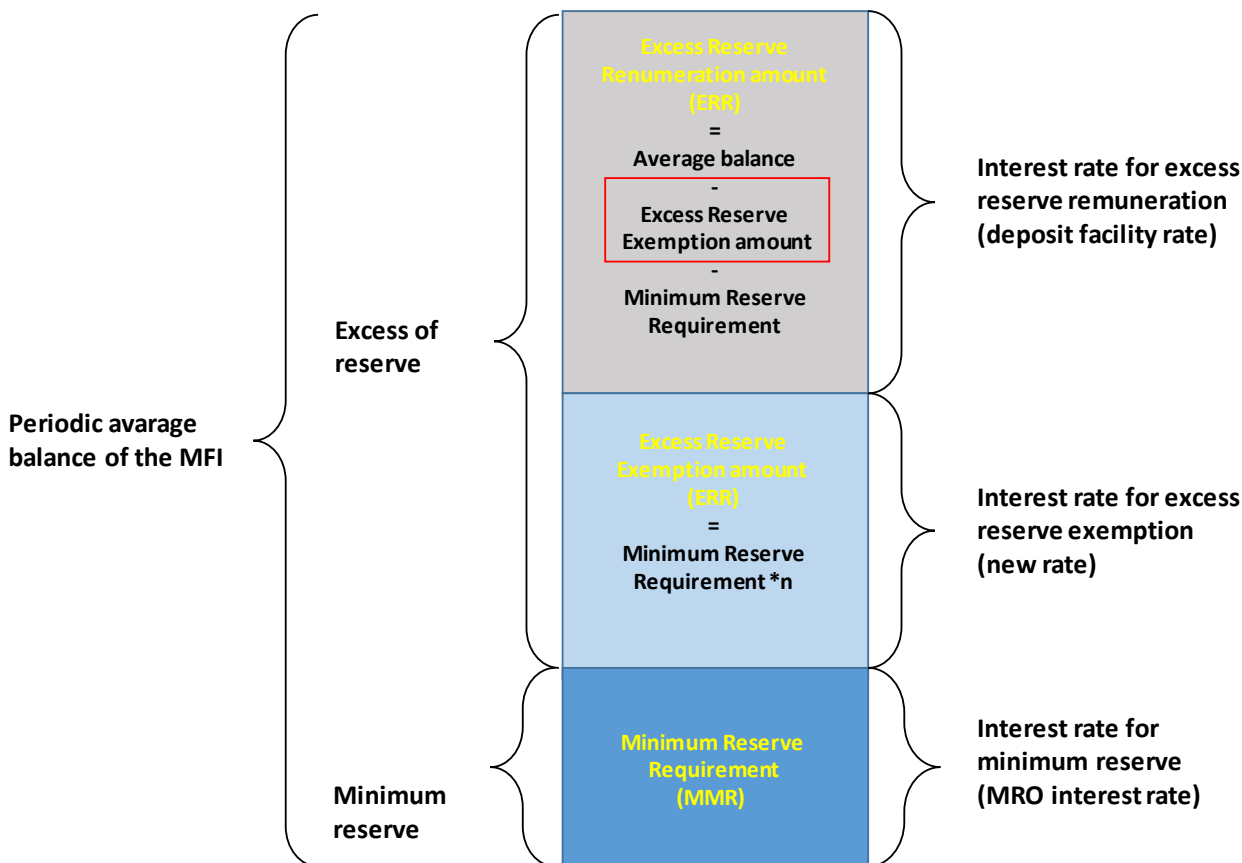 Periodic avarage
balance of the MFI
Excess of
reserve
Minimum
reserve
Excess Reserve
Renumeration amount
(ERR)
=
Average balance
-
Excess Reserve
Exemption amount
-
Minimum Reserve
Requirement
Excess Reserve
Exemption amount
(ERR)
=
Minimum Reserve
Requirement *n
Minimum Reserve
Requirement
(MMR)
Interest rate for excess
reserve remuneration
(deposit facility rate)
Interest rate for excess
reserve exemption
(new rate)
Interest rate for
minimum reserve
(MRO interest rate)